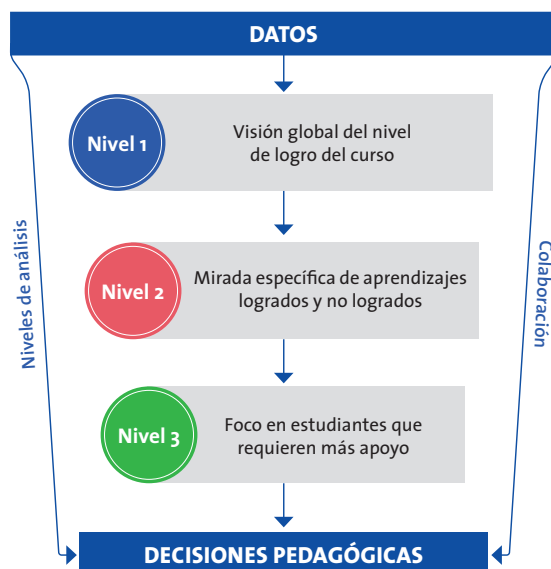 DATOS
Nivel 1
Visión global del nivel
de logro del curso
Niveles de análisis
Colaboración
Nivel 2
Mirada específica de aprendizajes
logrados y no logrados
Nivel 3
Foco en estudiantes que
requieren más apoyo
DECISIONES PEDAGÓGICAS